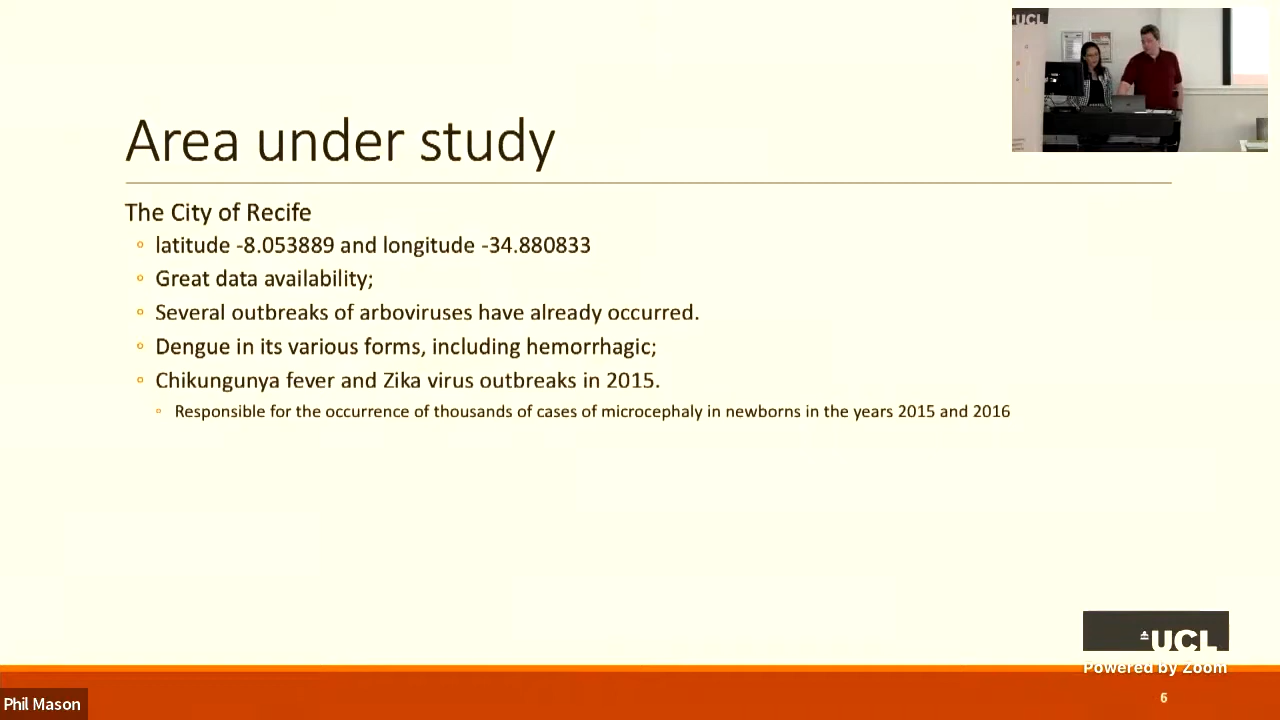 UCL
Area under study
The City of Recife
latitude -8.053889 and longitude -34.880833
Great data availability;
Several outbreaks of arboviruses have already occurred.
Dengue in its various forms, including hemorrhagic;
Chikungunya fever and Zika virus outbreaks in 2015.
Responsible for the occurrence of thousands of cases of microcephaly in newborns in the years 2015 and 2016
UCL
Powered by Zoom
6
Phil Mason